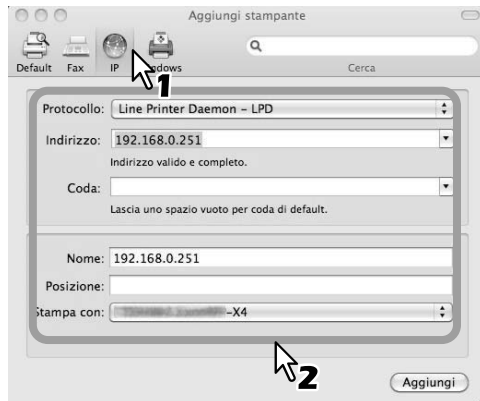 Aggiungi stampante
Default Fax IP Windows Cerca
1
Protocollo: Line Printer Daemon – LPD
Indirizzo: 192.168.0.251
Indirizzo valido e completo.
Coda:
Lascia uno spazio vuoto per coda di default.
Nome: 192.168.0.251
Posizione:
Stampa con: -X4
2
Aggiungi